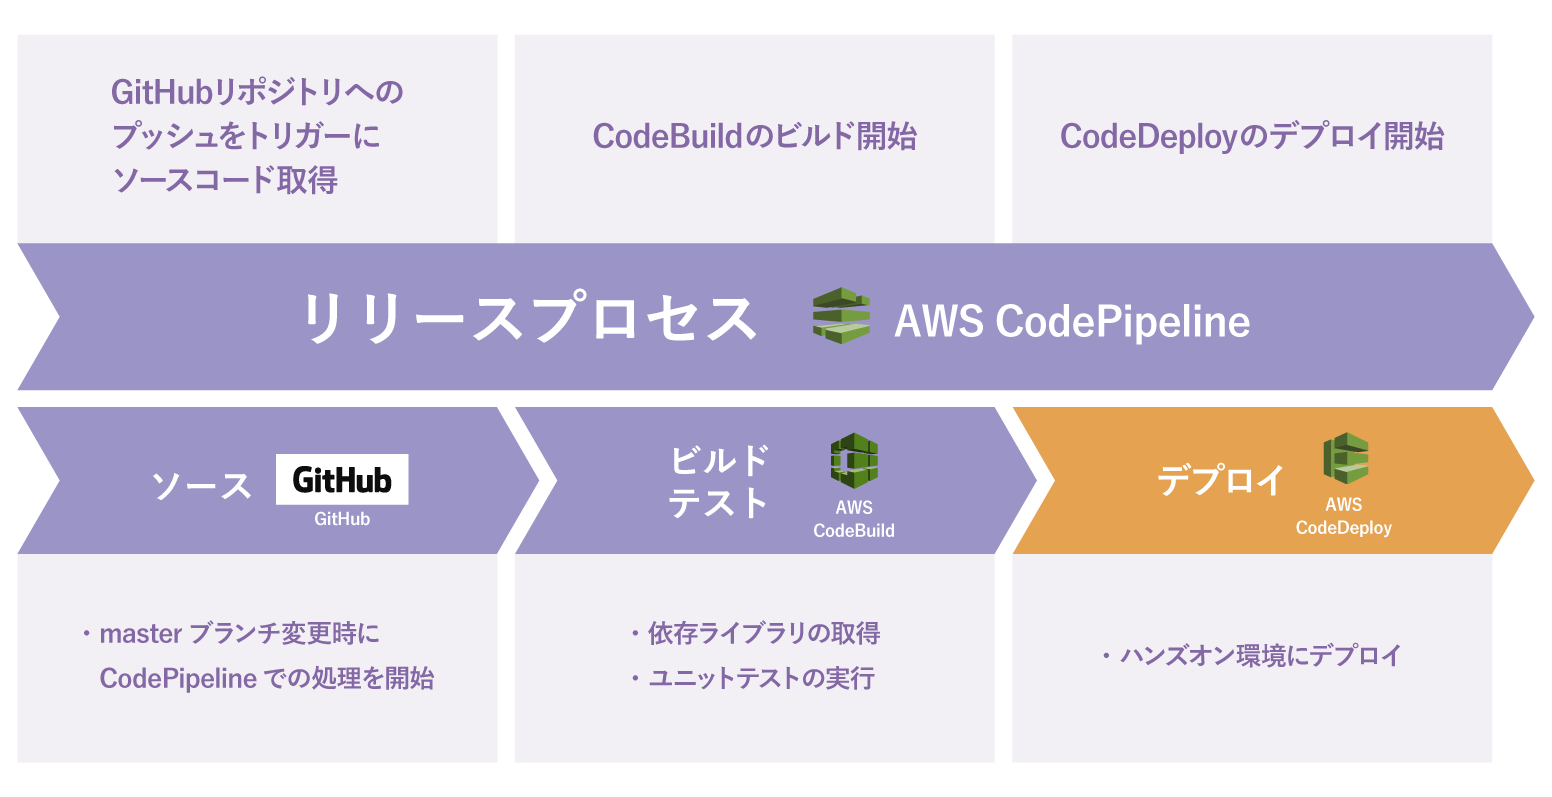 GitHubリポジトリへの
プッシュをトリガーに
ソースコード取得
CodeBuildのビルド開始
CodeDeployのデプロイ開始
リリースプロセス AWS CodePipeline
ソース
GitHub
GitHub
ビルド
テスト
AWS
CodeBuild
デプロイ
AWS
CodeDeploy
・master ブランチ変更時に
CodePipeline での処理を開始
・依存ライブラリの取得
・ユニットテストの実行
・ハンズオン環境にデプロイ